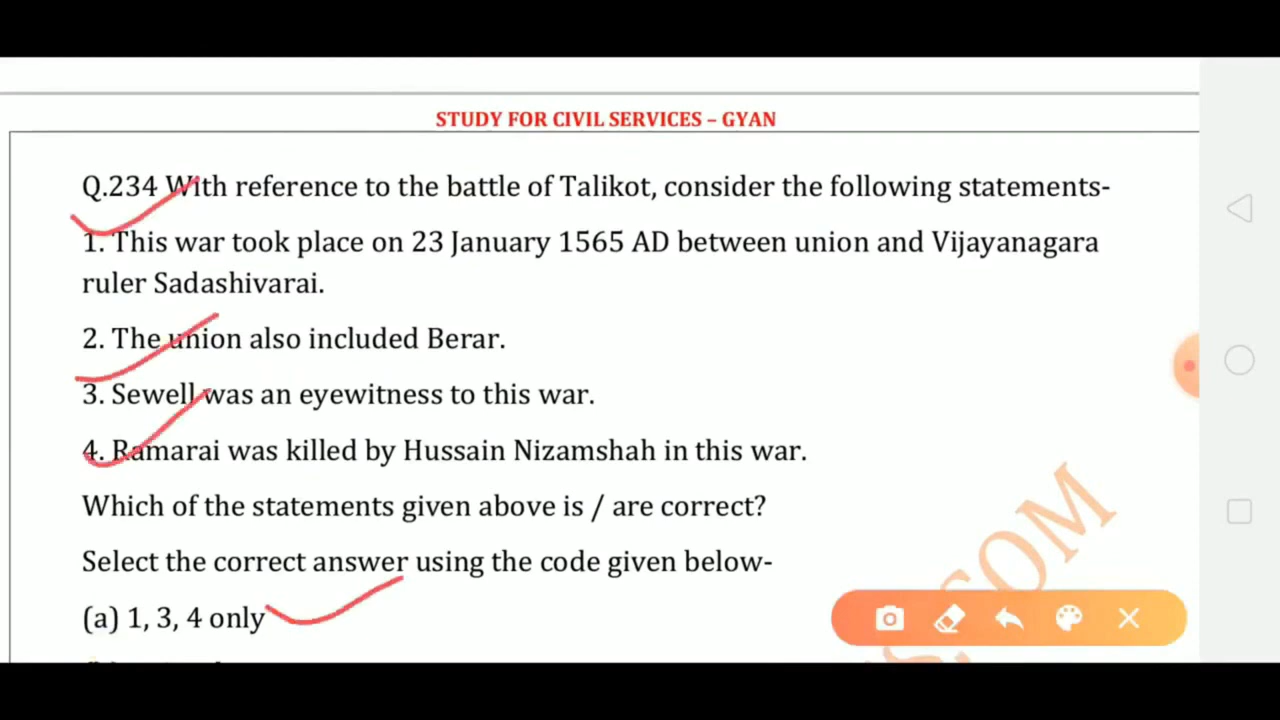 STUDY FOR CIVIL SERVICES – GYAN
Q.234 With reference to the battle of Talikot, consider the following statements-
1. This war took place on 23 January 1565 AD between union and Vijayanagara
ruler Sadashivarai.
2. The union also included Berar.
3. Sewell was an eyewitness to this war.
4. Ramarai was killed by Hussain Nizamshah in this war.
Which of the statements given above is / are correct?
Select the correct answer using the code given below-
(a) 1, 3, 4 only
S.COM